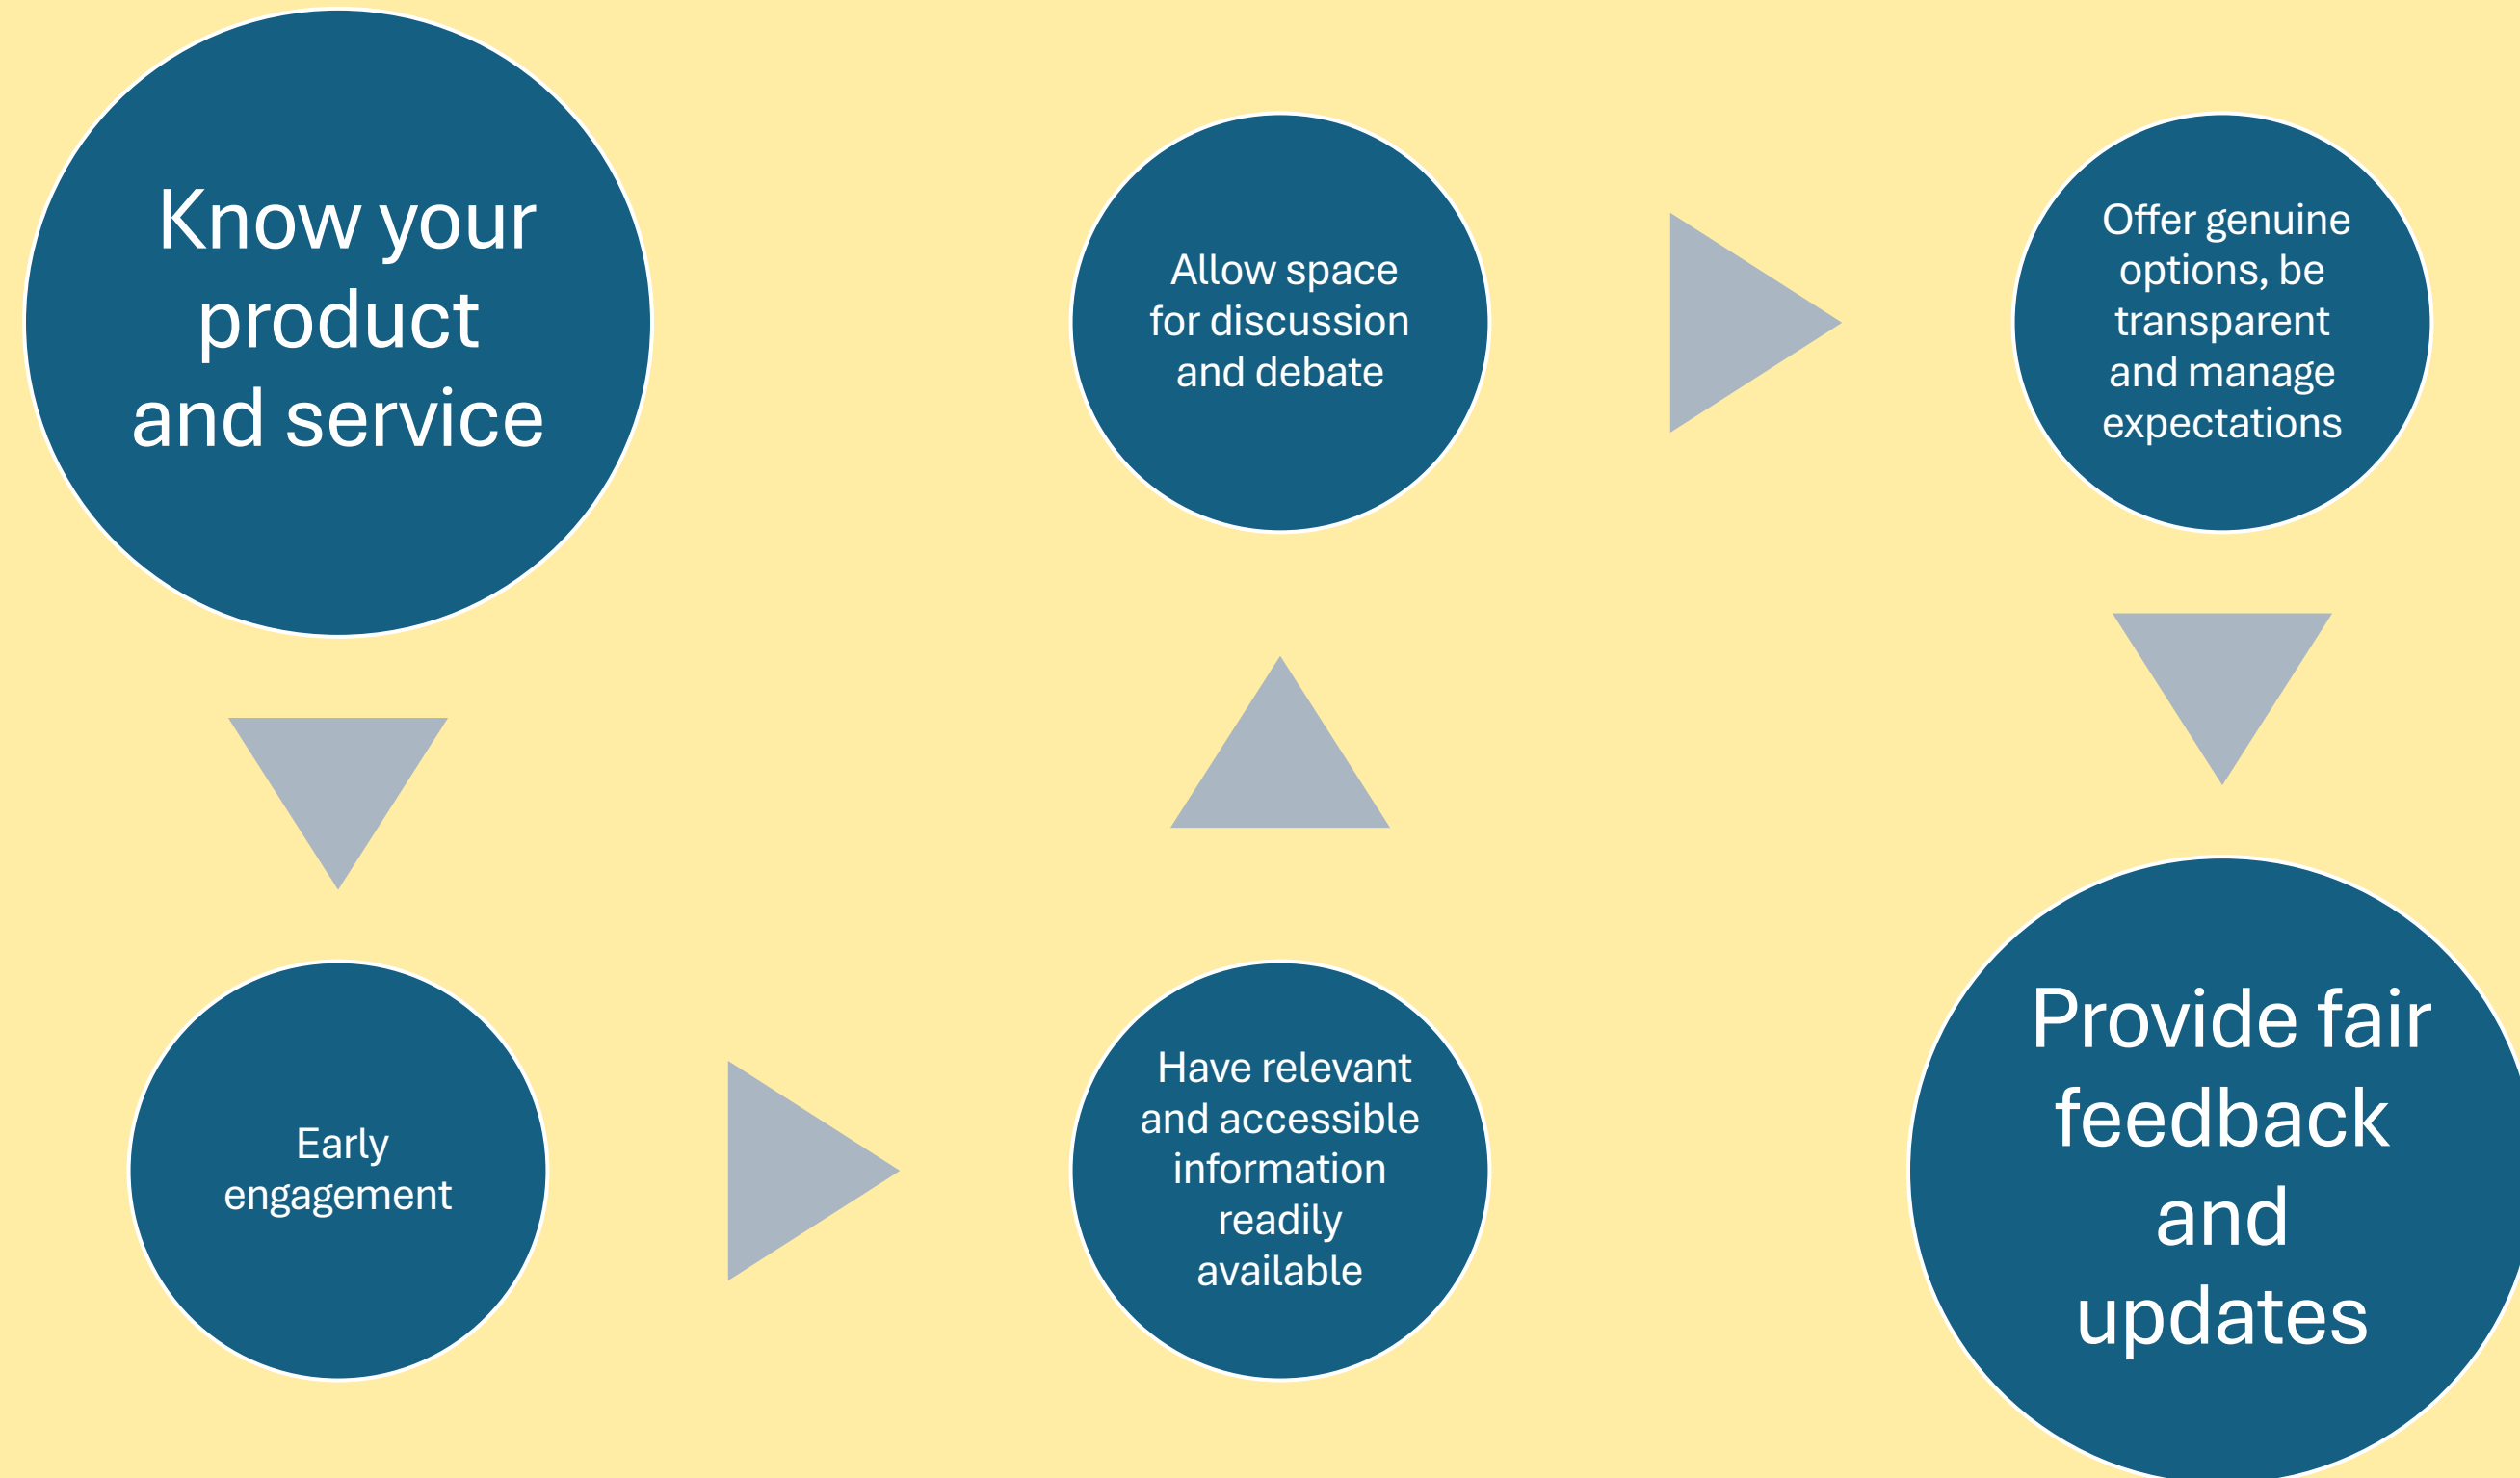 Know your
product
and service
Early
engagement
Have relevant
and accessible
information
readily
available
Allow space
for discussion
and debate
Offer genuine
options, be
transparent
and manage
expectations
Provide fair
feedback
and
updates